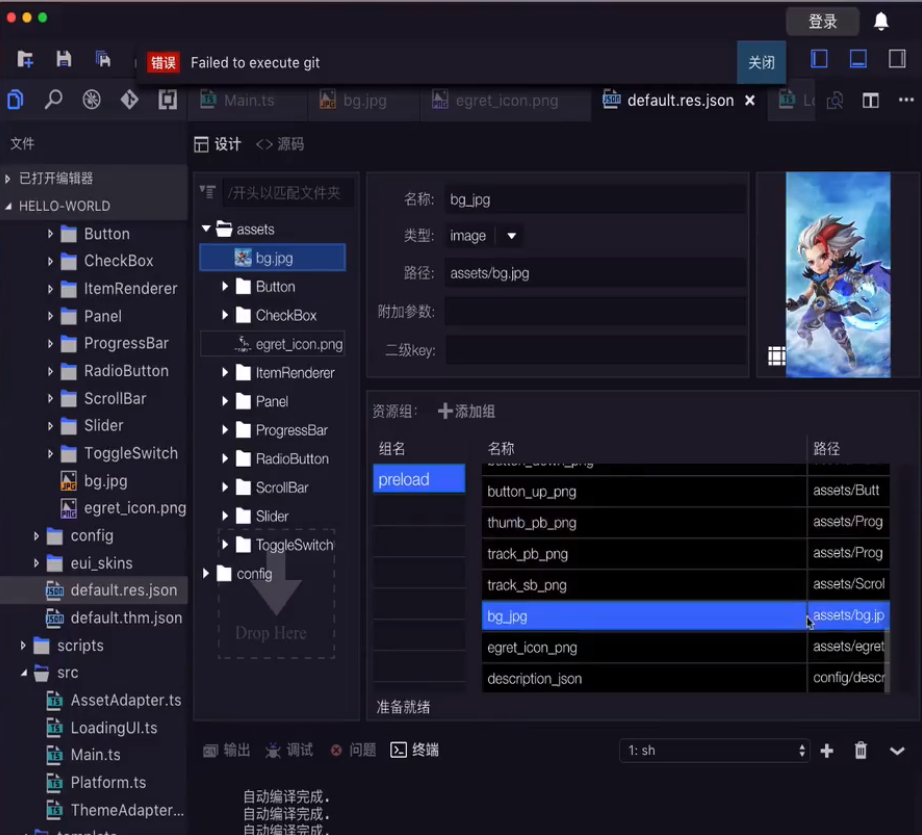 登录
错误 Failed to execute git 关闭
Main.ts bg.jpg egret_icon.png default.res.json
文件
设计 <> 源码
已打开编辑器
HELLO-WORLD
Button
CheckBox
ItemRenderer
Panel
ProgressBar
RadioButton
ScrollBar
Slider
ToggleSwitch
bg.jpg
egret_icon.png
config
eui_skins
default.res.json
default.thm.json
scripts
src
AssetAdapter.ts
LoadingUI.ts
Main.ts
Platform.ts
ThemeAdapter...
/开头以匹配文件夹
assets
bg.jpg
Button
CheckBox
egret_icon.png
ItemRenderer
Panel
ProgressBar
RadioButton
ScrollBar
Slider
ToggleSwitch
config
Drop Here
名称: bg_jpg
类型: image
路径: assets/bg.jpg
附加参数:
二级key:
资源组: 添加组
组名 名称 路径
preload
button_down_png
button_up_png assets/Butt
thumb_pb_png assets/Prog
track_pb_png assets/Prog
track_sb_png assets/Scrol
bg_jpg assets/bg.jp
egret_icon_png assets/egret
description_json config/descr
准备就绪
输出 调试 问题 终端 1: sh
自动编译完成.
自动编译完成.
自动编译完成.